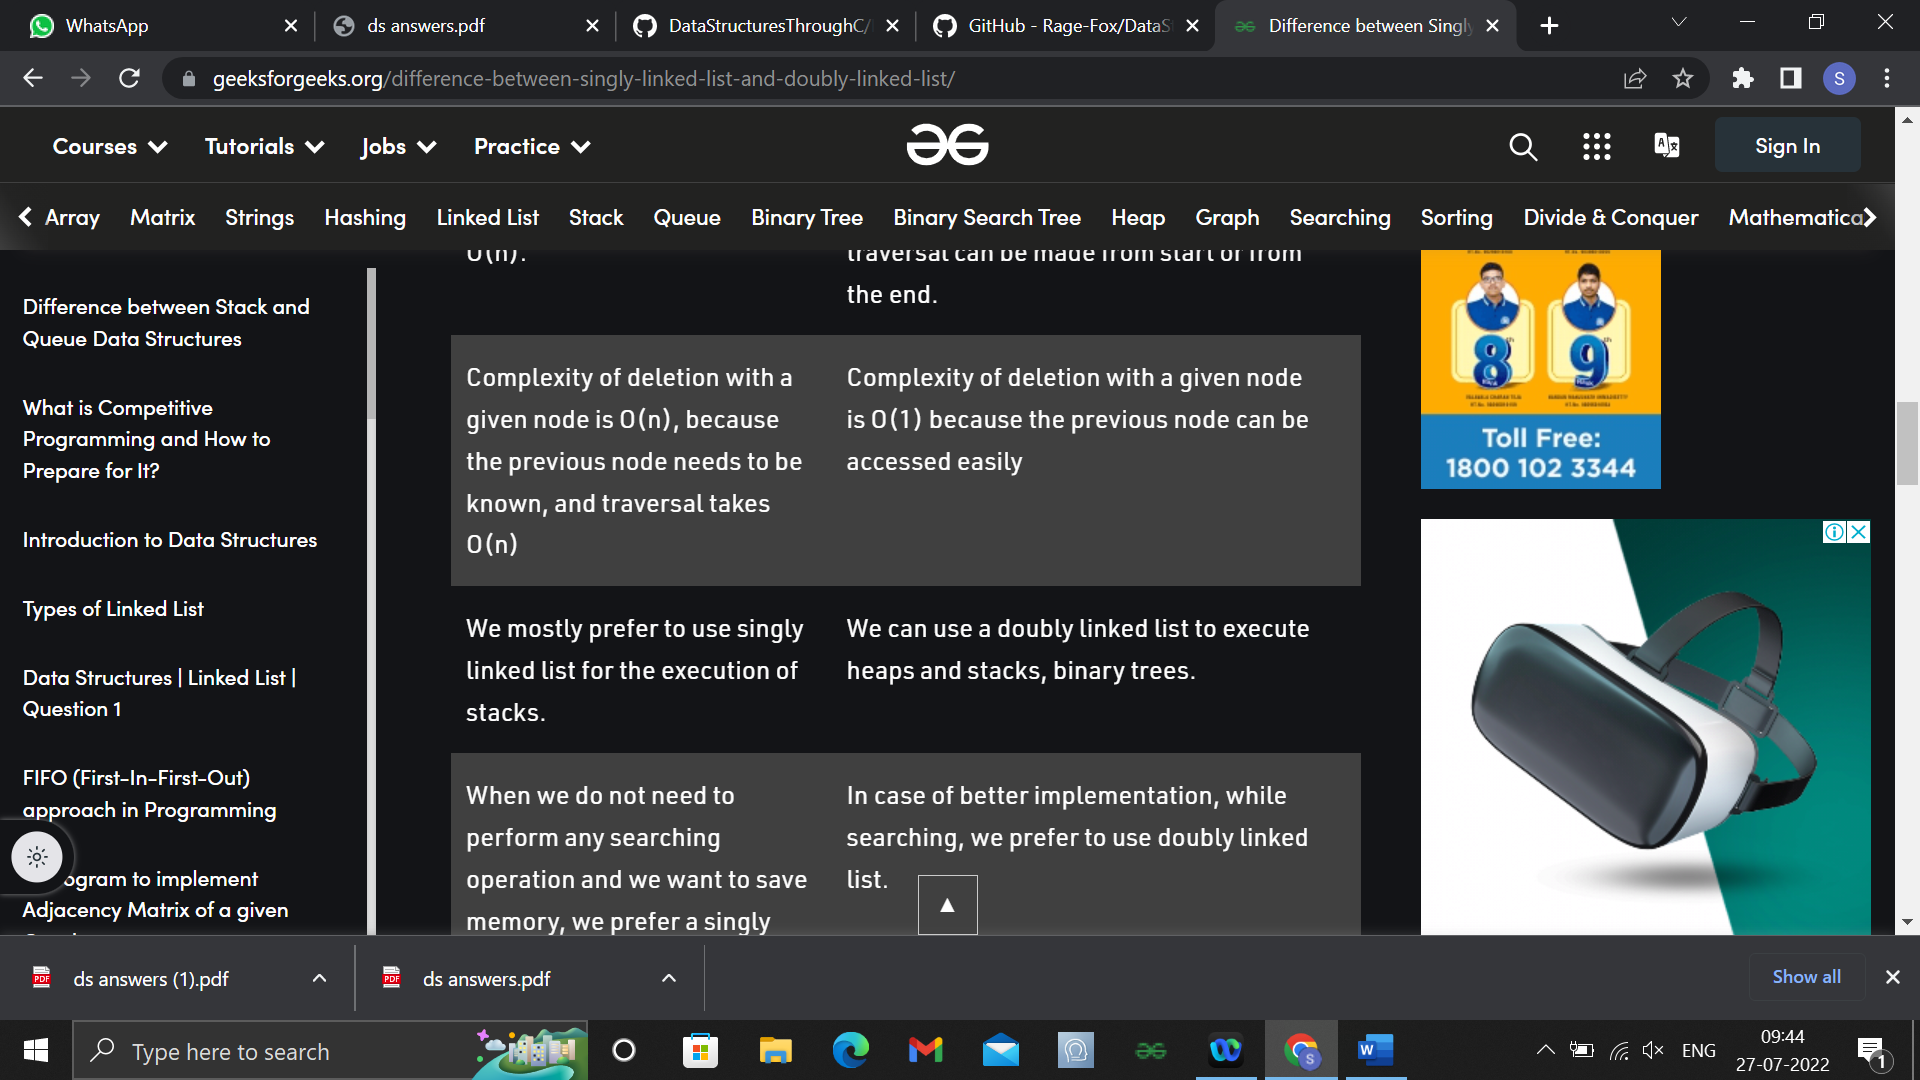 WhatsApp
ds answers.pdf
DataStructuresThroughC/
GitHub - Rage-Fox/DataS
Difference between Singly
geeksforgeeks.org/difference-between-singly-linked-list-and-doubly-linked-list/
S
Courses
Tutorials
Jobs
Practice
Sign In
Array
Matrix
Strings
Hashing
Linked List
Stack
Queue
Binary Tree
Binary Search Tree
Heap
Graph
Searching
Sorting
Divide & Conquer
Mathematica
Difference between Stack and
Queue Data Structures
What is Competitive
Programming and How to
Prepare for It?
Introduction to Data Structures
Types of Linked List
Data Structures | Linked List |
Question 1
FIFO (First-In-First-Out)
approach in Programming
ogram to implement
Adjacency Matrix of a given
O(n).
traversal can be made from start or from
the end.
Complexity of deletion with a
given node is O(n), because
the previous node needs to be
known, and traversal takes
O(n)
Complexity of deletion with a given node
is O(1) because the previous node can be
accessed easily
We mostly prefer to use singly
linked list for the execution of
stacks.
We can use a doubly linked list to execute
heaps and stacks, binary trees.
When we do not need to
perform any searching
operation and we want to save
memory, we prefer a singly
In case of better implementation, while
searching, we prefer to use doubly linked
list.
8
9
Toll Free:
1800 102 3344
ds answers (1).pdf
ds answers.pdf
Show all
Type here to search
ENG
09:44
27-07-2022
1